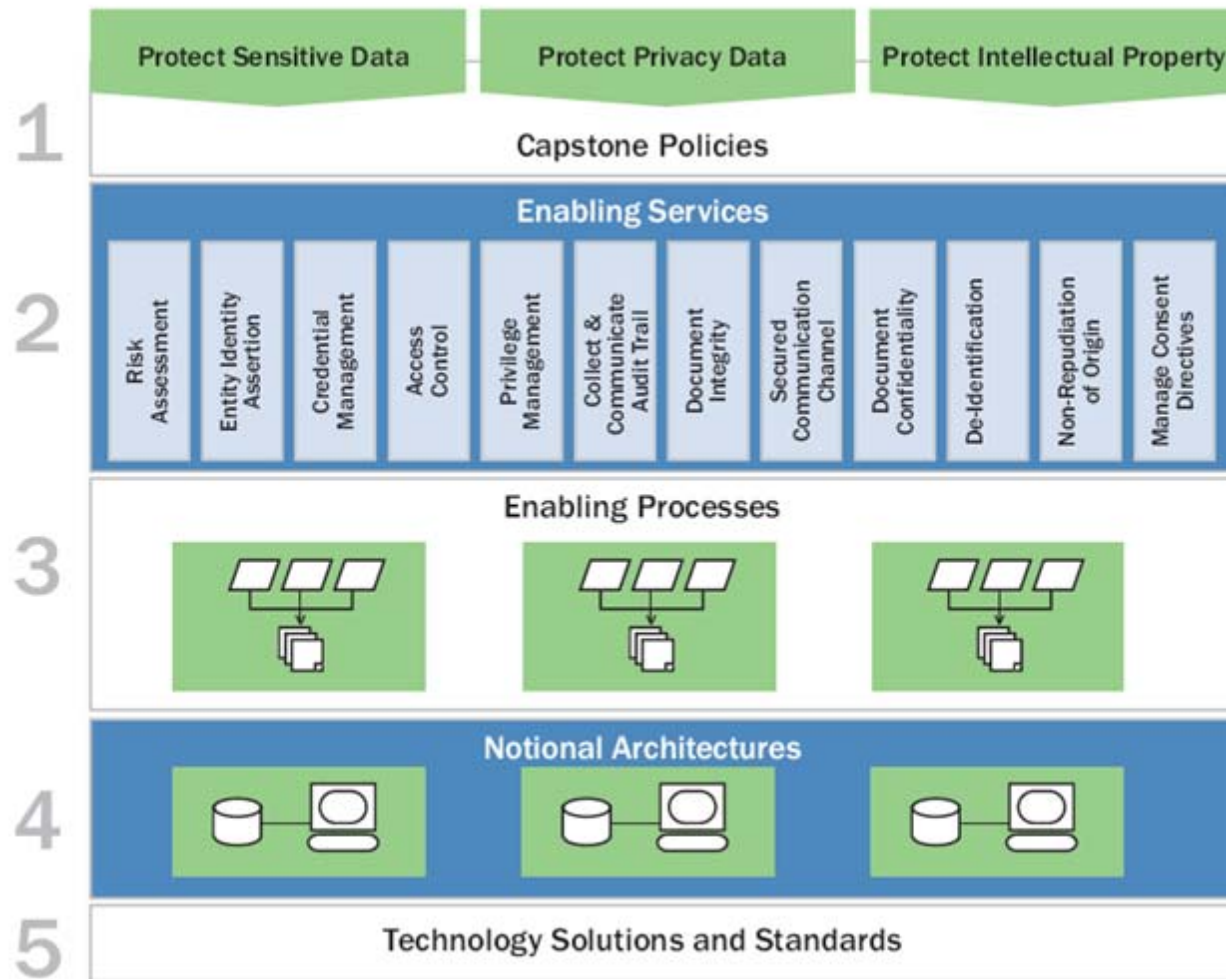 Protect Sensitive Data
Protect Privacy Data
Protect Intellectual Property
1
Capstone Policies
2
Enabling Services
Risk
Assessment
Entity Identity
Assertion
Credential
Management
Access
Control
Privilege
Management
Collect &
Communicate
Audit Trail
Document
Integrity
Secured
Communication
Channel
Document
Confidentiality
De-Identification
Non-Repudiation
of Origin
Manage Consent
Directives
3
Enabling Processes
4
Notional Architectures
5
Technology Solutions and Standards